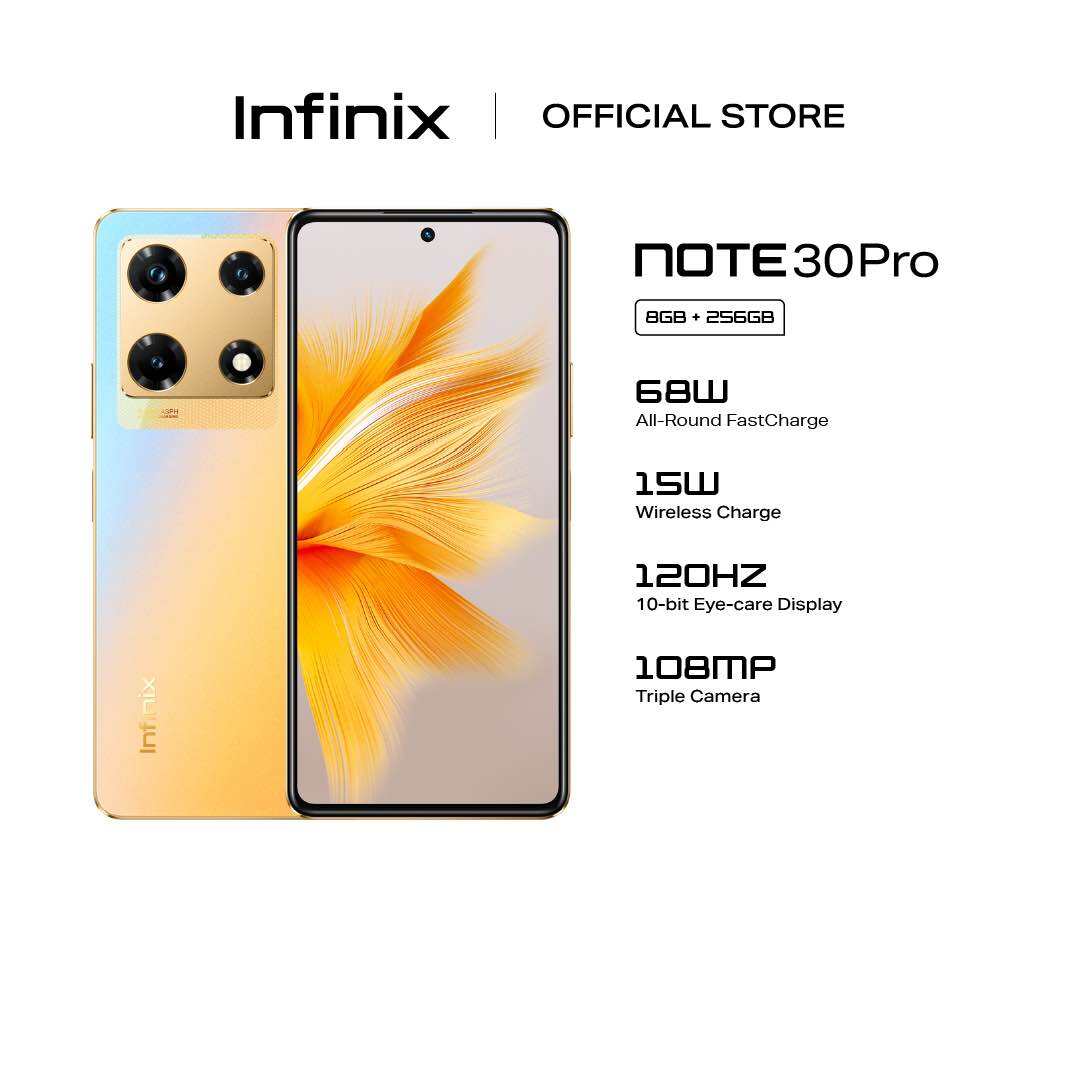 Infinix | OFFICIAL STORE
NOTE 30 Pro
8GB + 256GB
68W
All-Round FastCharge
15W
Wireless Charge
120HZ
10-bit Eye-care Display
108MP
Triple Camera
ASPH
Infinix